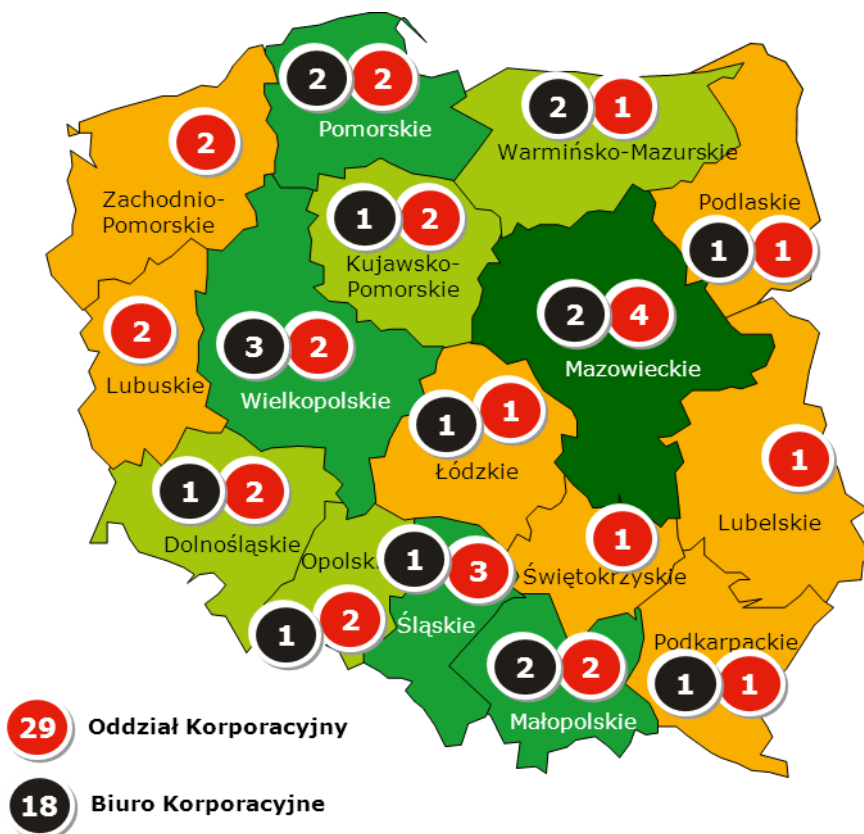 2 2
Pomorskie
2 1
Warmińsko-Mazurskie
2
Zachodnio-
Pomorskie
Podlaskie
1 1
1 2
Kujawsko-
Pomorskie
2 4
Mazowieckie
2
Lubuskie
3 2
Wielkopolskie
1 1
Łódzkie
1
Lubelskie
1 2
Dolnośląskie
Opolsk
1 2
1 3
Śląskie
1
Świętokrzyskie
2 2
Małopolskie
Podkarpackie
1 1
29 Oddział Korporacyjny
18 Biuro Korporacyjne